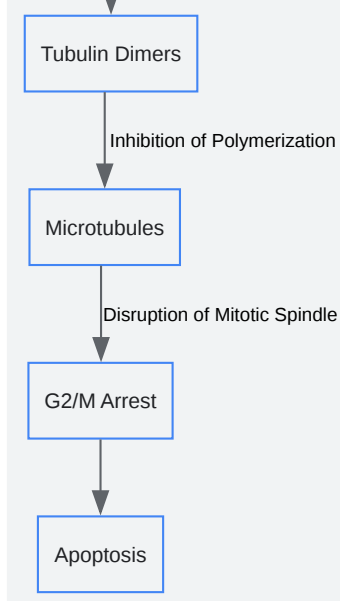 Tubulin Dimers
Inhibition of Polymerization
Microtubules
Disruption of Mitotic Spindle
G2/M Arrest
Apoptosis